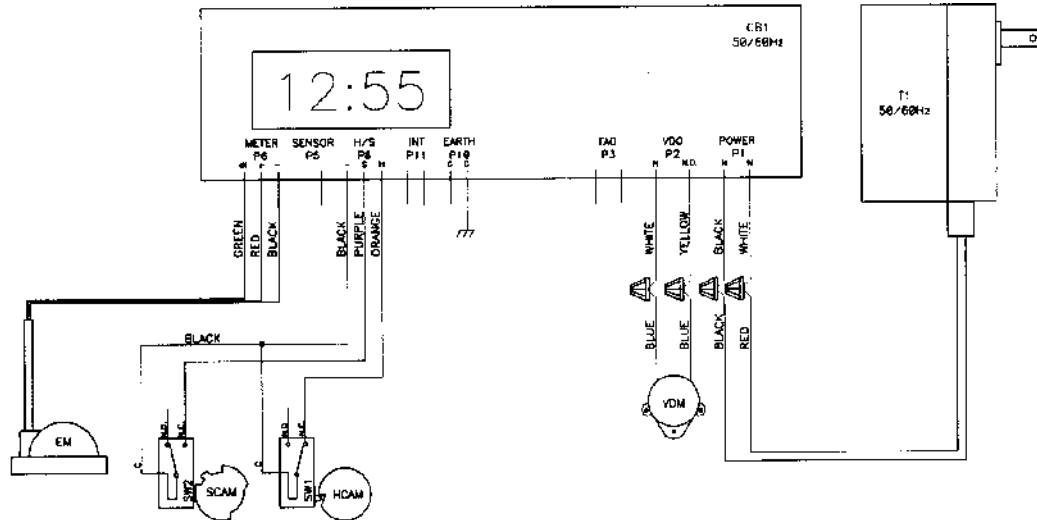 CB1
50/60Hz
12:55
T1
50/60Hz
METER SENSOR H/S INT EARTH TAO VDO POWER
P6 P5 P8 P11 P10 P3 P2 P1
S H G G N N.O. N N
GREEN RED BLACK BLACK PURPLE ORANGE WHITE YELLOW BLACK WHITE
BLUE BLUE BLACK RED
BLACK
VDM
EM
N.O. N.C. N.O. N.C.
C C
SW2 SCAM SW1 HCAM